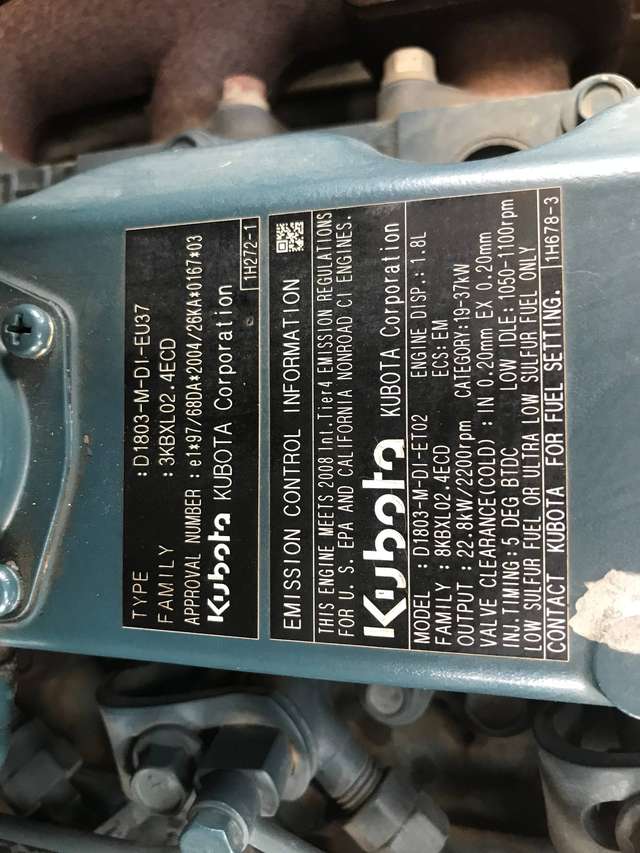 TYPE : D1803-M-DI-EU37
FAMILY : 3KBXL02.4ECD
APPROVAL NUMBER : e1*97/68DA*2004/26KA*0167*03
Kubota KUBOTA Corporation
1H272-1
EMISSION CONTROL INFORMATION
THIS ENGINE MEETS 2008 Int.Tier4 EMISSION REGULATIONS
FOR U.S. EPA AND CALIFORNIA NONROAD CI ENGINES.
Kubota KUBOTA Corporation
MODEL : D1803-M-DI-ET02 ENGINE DISP.: 1.8L
FAMILY : 8KBXL02.4ECD ECS: EM
OUTPUT : 22.8kW/2200rpm CATEGORY: 19-37kW
VALVE CLEARANCE(COLD) : IN 0.20mm EX 0.20mm
INJ.TIMING: 5 DEG BTDC LOW IDLE: 1050-1100rpm
LOW SULFUR FUEL OR ULTRA LOW SULFUR FUEL ONLY
CONTACT KUBOTA FOR FUEL SETTING. 1H678-3